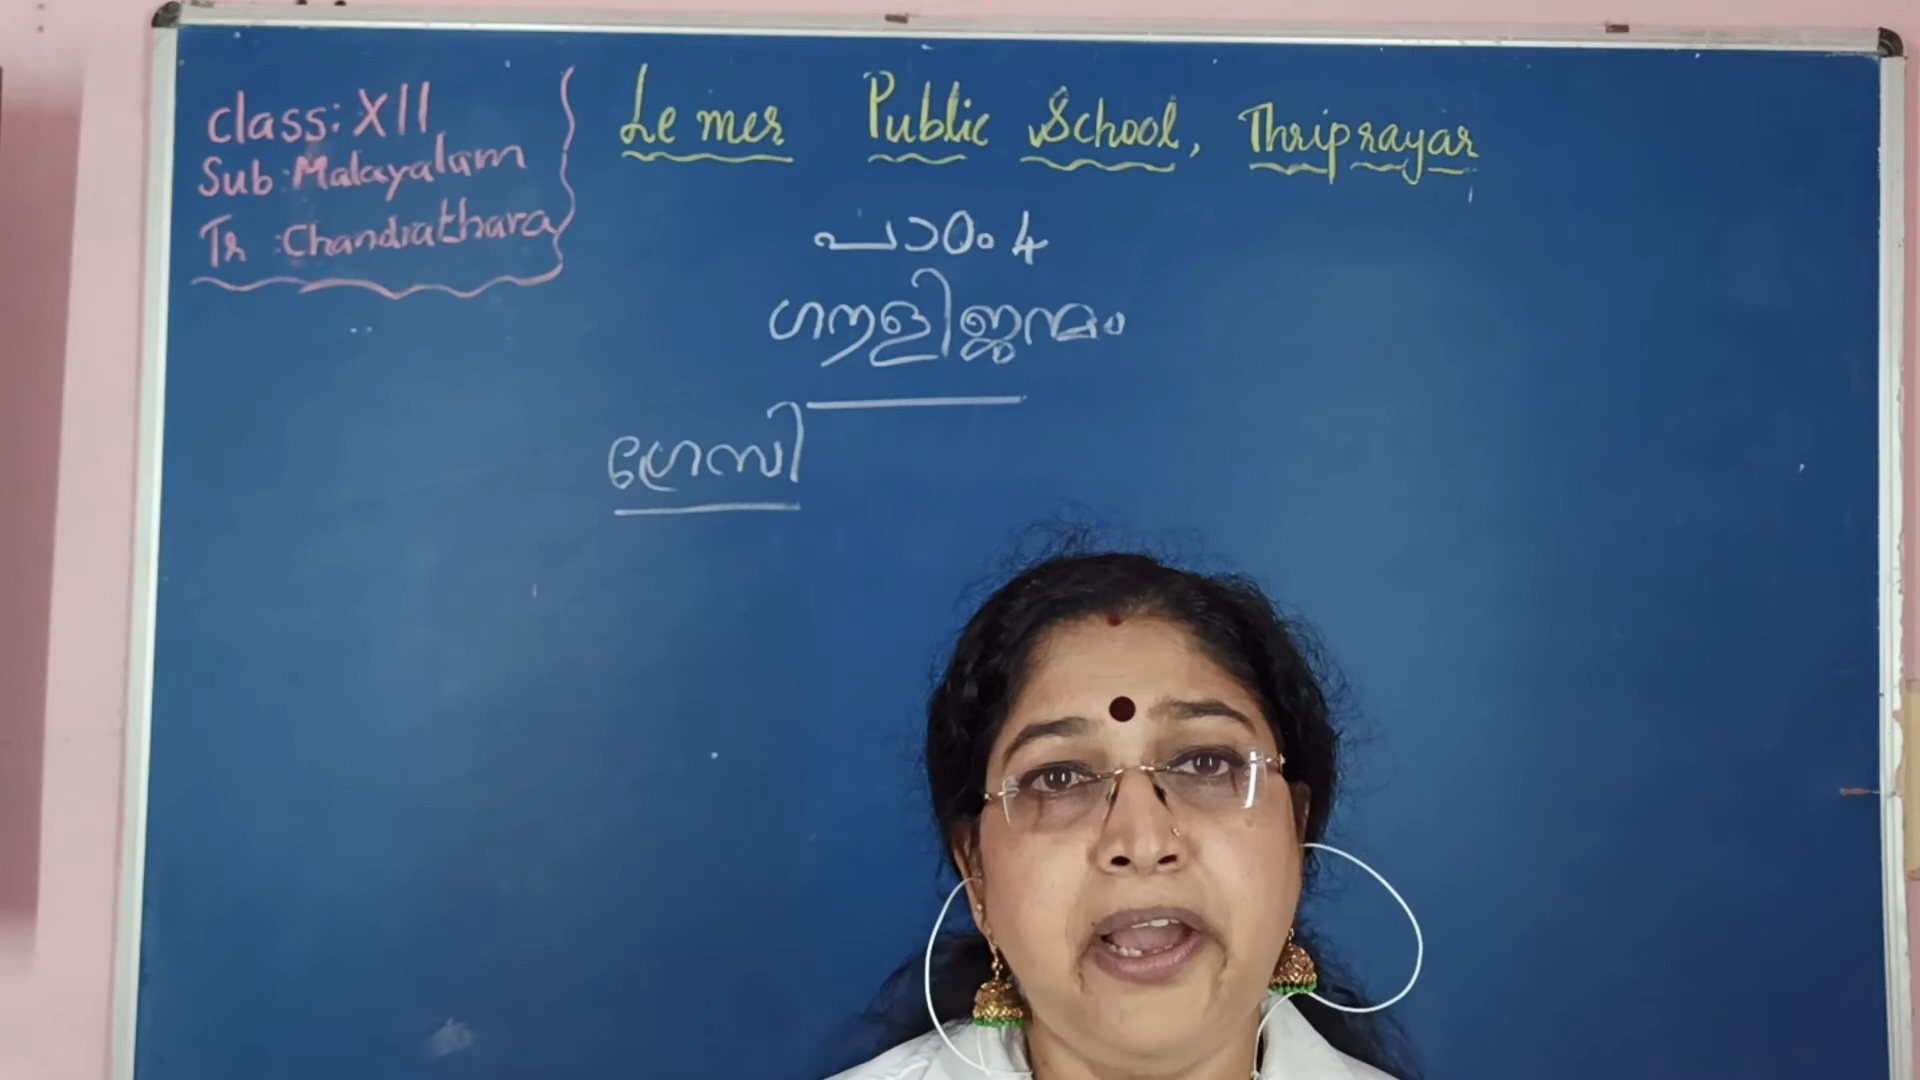 Class: XII
Sub: Malayalam
Tr : Chandrathara
Le mer Public School, Thriprayar
പാഠം 4
ഗൗളിജന്മം
ഗ്രേസി